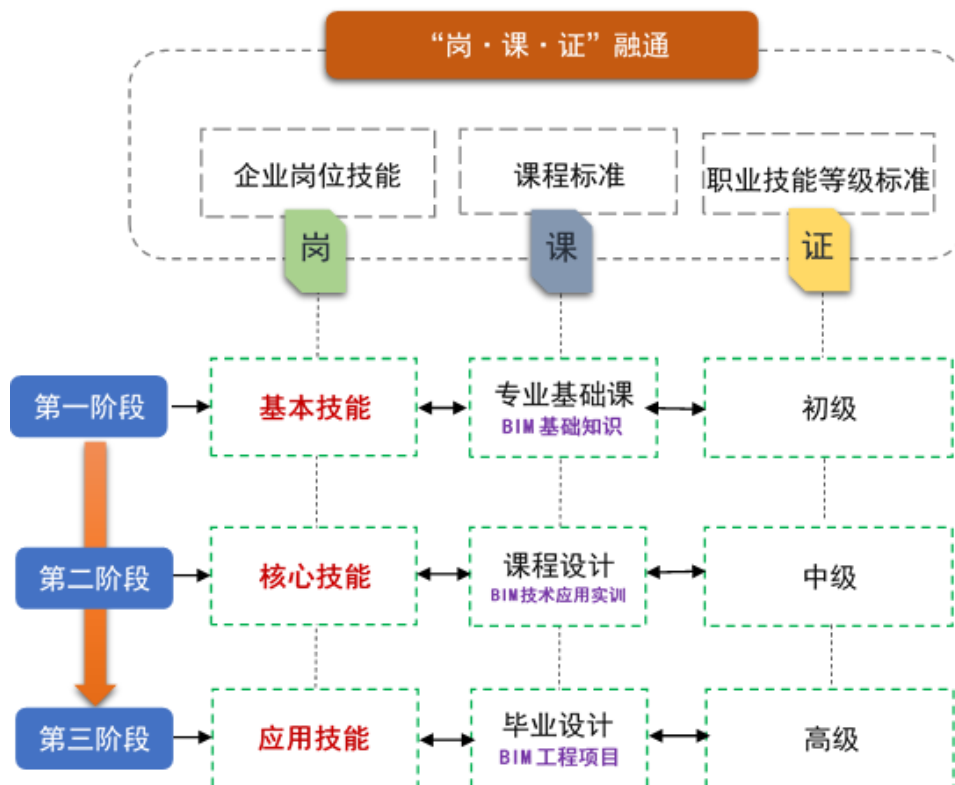 “岗·课·证”融通
企业岗位技能
课程标准
职业技能等级标准
岗
课
证
第一阶段
基本技能
专业基础课
BIM基础知识
初级
第二阶段
核心技能
课程设计
BIM技术应用实训
中级
第三阶段
应用技能
毕业设计
BIM工程项目
高级